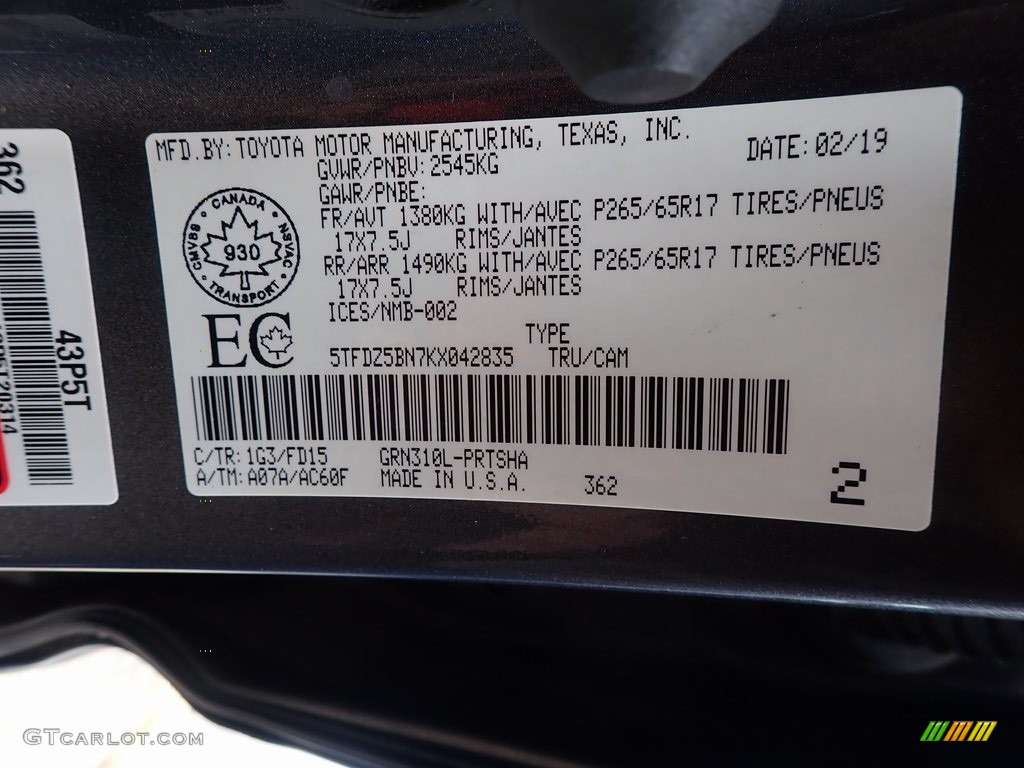 MFD.BY:TOYOTA MOTOR MANUFACTURING, TEXAS, INC. DATE:02/19
GVWR/PNBV:2545KG
GAWR/PNBE:
FR/AVT 1380KG WITH/AVEC P265/65R17 TIRES/PNEUS
17X7.5J RIMS/JANTES
RR/ARR 1490KG WITH/AVEC P265/65R17 TIRES/PNEUS
17X7.5J RIMS/JANTES
ICES/NMB-002
CANADA
CMVSS
NSVAC
930
TRANSPORT
EC
TYPE
5TFDZ5BN7KX042835 TRU/CAM
C/TR:1G3/FD15 GRN310L-PRTSHA
A/TM:A07A/AC60F MADE IN U.S.A. 362
2
362
43P5T
GTcarlot.com